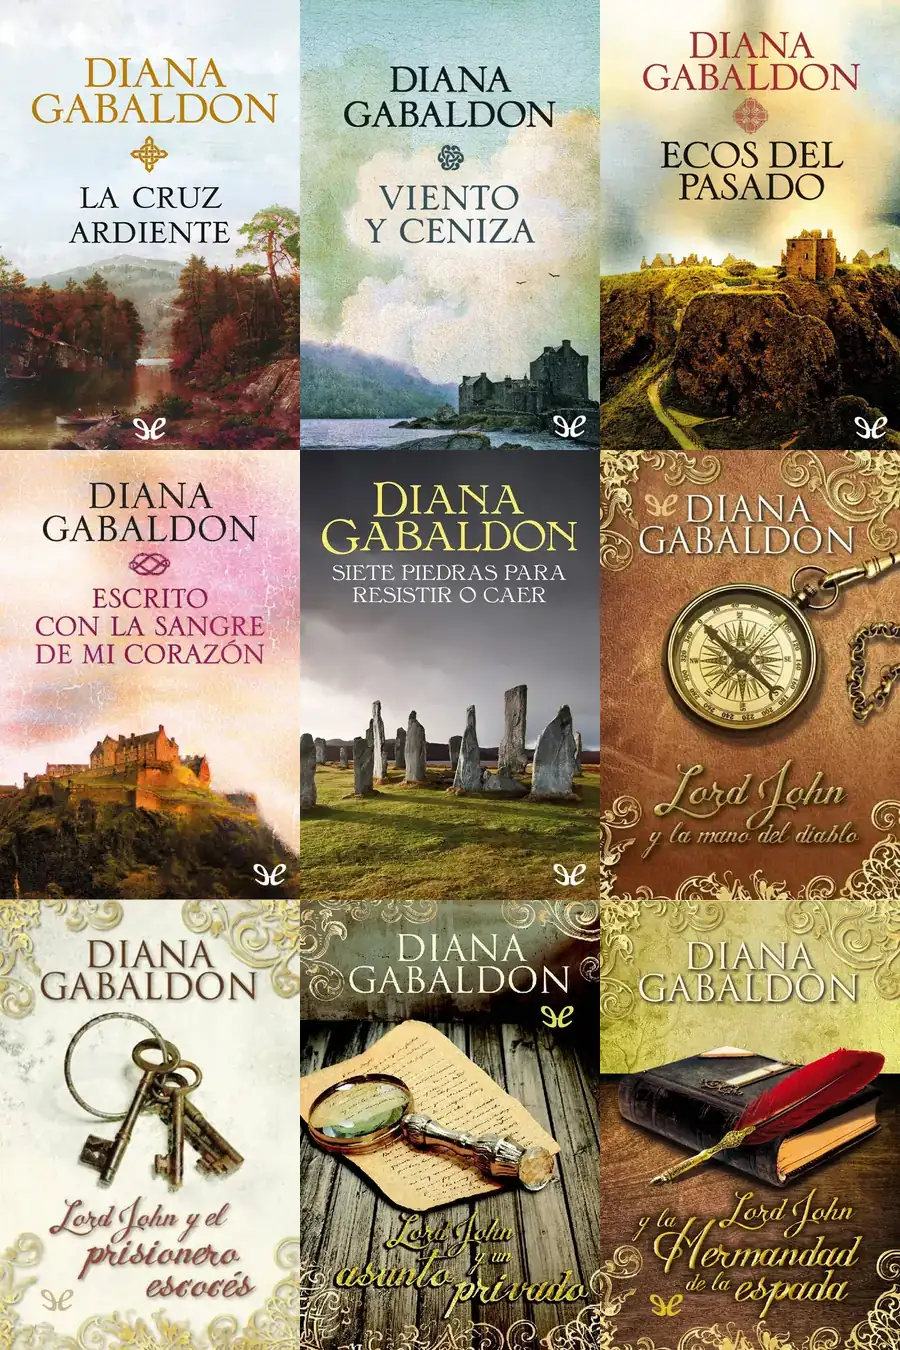 DIANA
GABALDON
LA CRUZ
ARDIENTE
DIANA
GABALDON
VIENTO
Y CENIZA
DIANA
GABALDON
ECOS DEL
PASADO
DIANA
GABALDON
ESCRITO
CON LA SANGRE
DE MI CORAZÓN
DIANA
GABALDON
SIETE PIEDRAS PARA
RESISTIR O CAER
DIANA
GABALDON
Lord John
y la mano del diablo
DIANA
GABALDON
Lord John y el
prisionero
escocés
DIANA
GABALDON
Lord John
y un
asunto privado
DIANA
GABALDON
Lord John
y la
Hermandad
de la espada